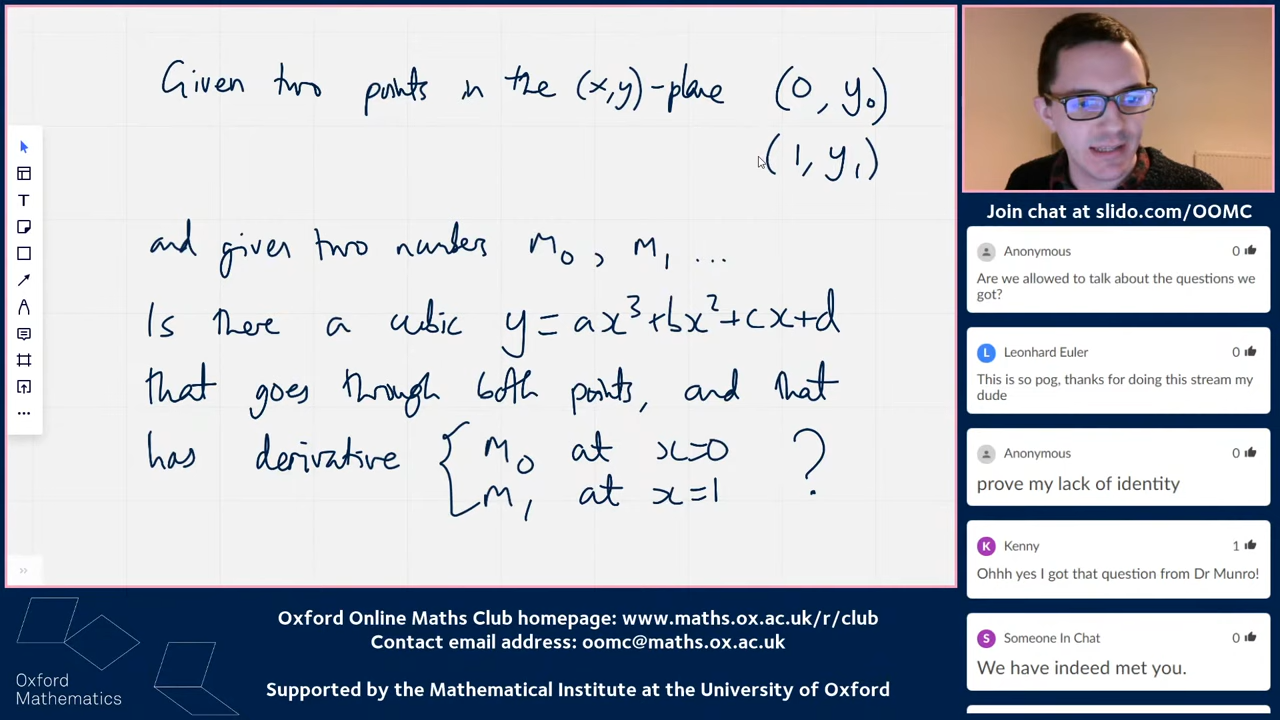 Given two points in the (x,y)-plane (0, y₀)
(1, y₁)
and given two numbers m₀, m₁ ...
Is there a cubic y = ax³+bx²+cx+d
that goes through both points, and that
has derivative { m₀ at x=0 ?
m₁ at x=1
Join chat at slido.com/OOMC
Anonymous 0
Are we allowed to talk about the questions we
got?
L Leonhard Euler 0
This is so pog, thanks for doing this stream my
dude
Anonymous 0
prove my lack of identity
K Kenny 1
Ohhh yes I got that question from Dr Munro!
S Someone In Chat 0
We have indeed met you.
Oxford Online Maths Club homepage: www.maths.ox.ac.uk/r/club
Contact email address: oomc@maths.ox.ac.uk
Supported by the Mathematical Institute at the University of Oxford
Oxford
Mathematics